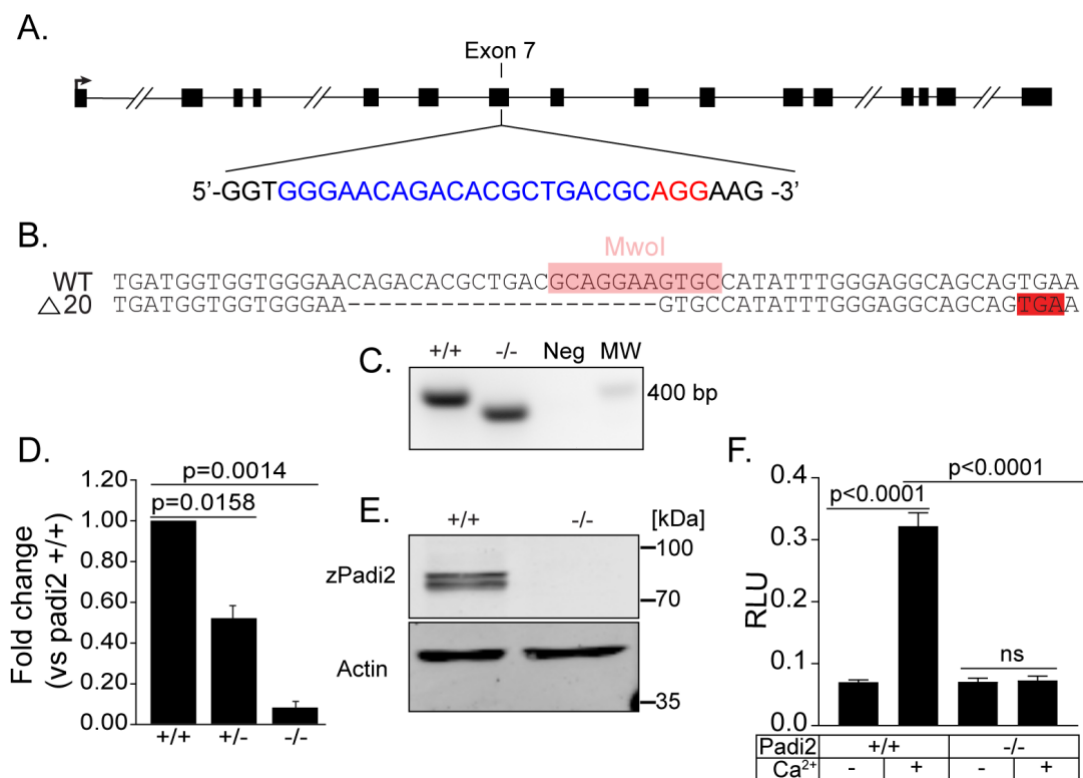 A.
Exon 7
5’-GGTGGGAACAGACACGCTGACGCAGGAAG -3’
B.
MwoI
WT TGATGGTGGTGGGAACAGACACGCTGACGCAGGAAGTGCCATATTTGGGAGGCAGCAGTGAA
△20 TGATGGTGGTGGGAA--------------------GTGCCATATTTGGGAGGCAGCAGTGAA
C.
+/+ -/- Neg MW
400 bp
D.
p=0.0014
p=0.0158
Fold change
(vs padi2 +/+)
1.20
1.00
0.80
0.60
0.40
0.20
0.00
+/+ +/- -/-
E.
+/+ -/- [kDa]
zPadi2
100
70
Actin
35
F.
p<0.0001
p<0.0001
ns
RLU
0.4
0.3
0.2
0.1
0.0
Padi2 +/+ -/-
Ca²⁺ - + - +